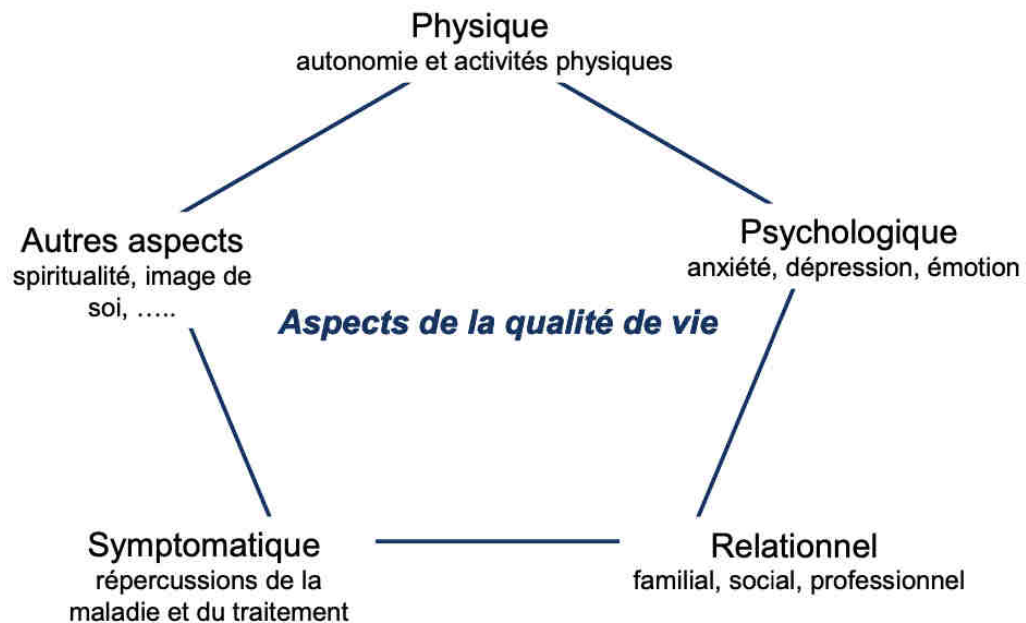 Physique
autonomie et activités physiques
Autres aspects
spiritualité, image de
soi, .....
Psychologique
anxiété, dépression, émotion
Aspects de la qualité de vie
Symptomatique
répercussions de la
maladie et du traitement
Relationnel
familial, social, professionnel